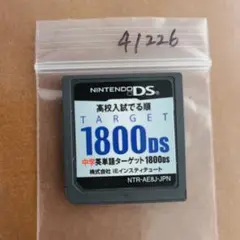 41226
NINTENDO DS
高校入試でる順
TARGET
1800DS
中学英単語ターゲット1800DS
株式会社 IEインスティテュート
NTR-AE8J-JPN